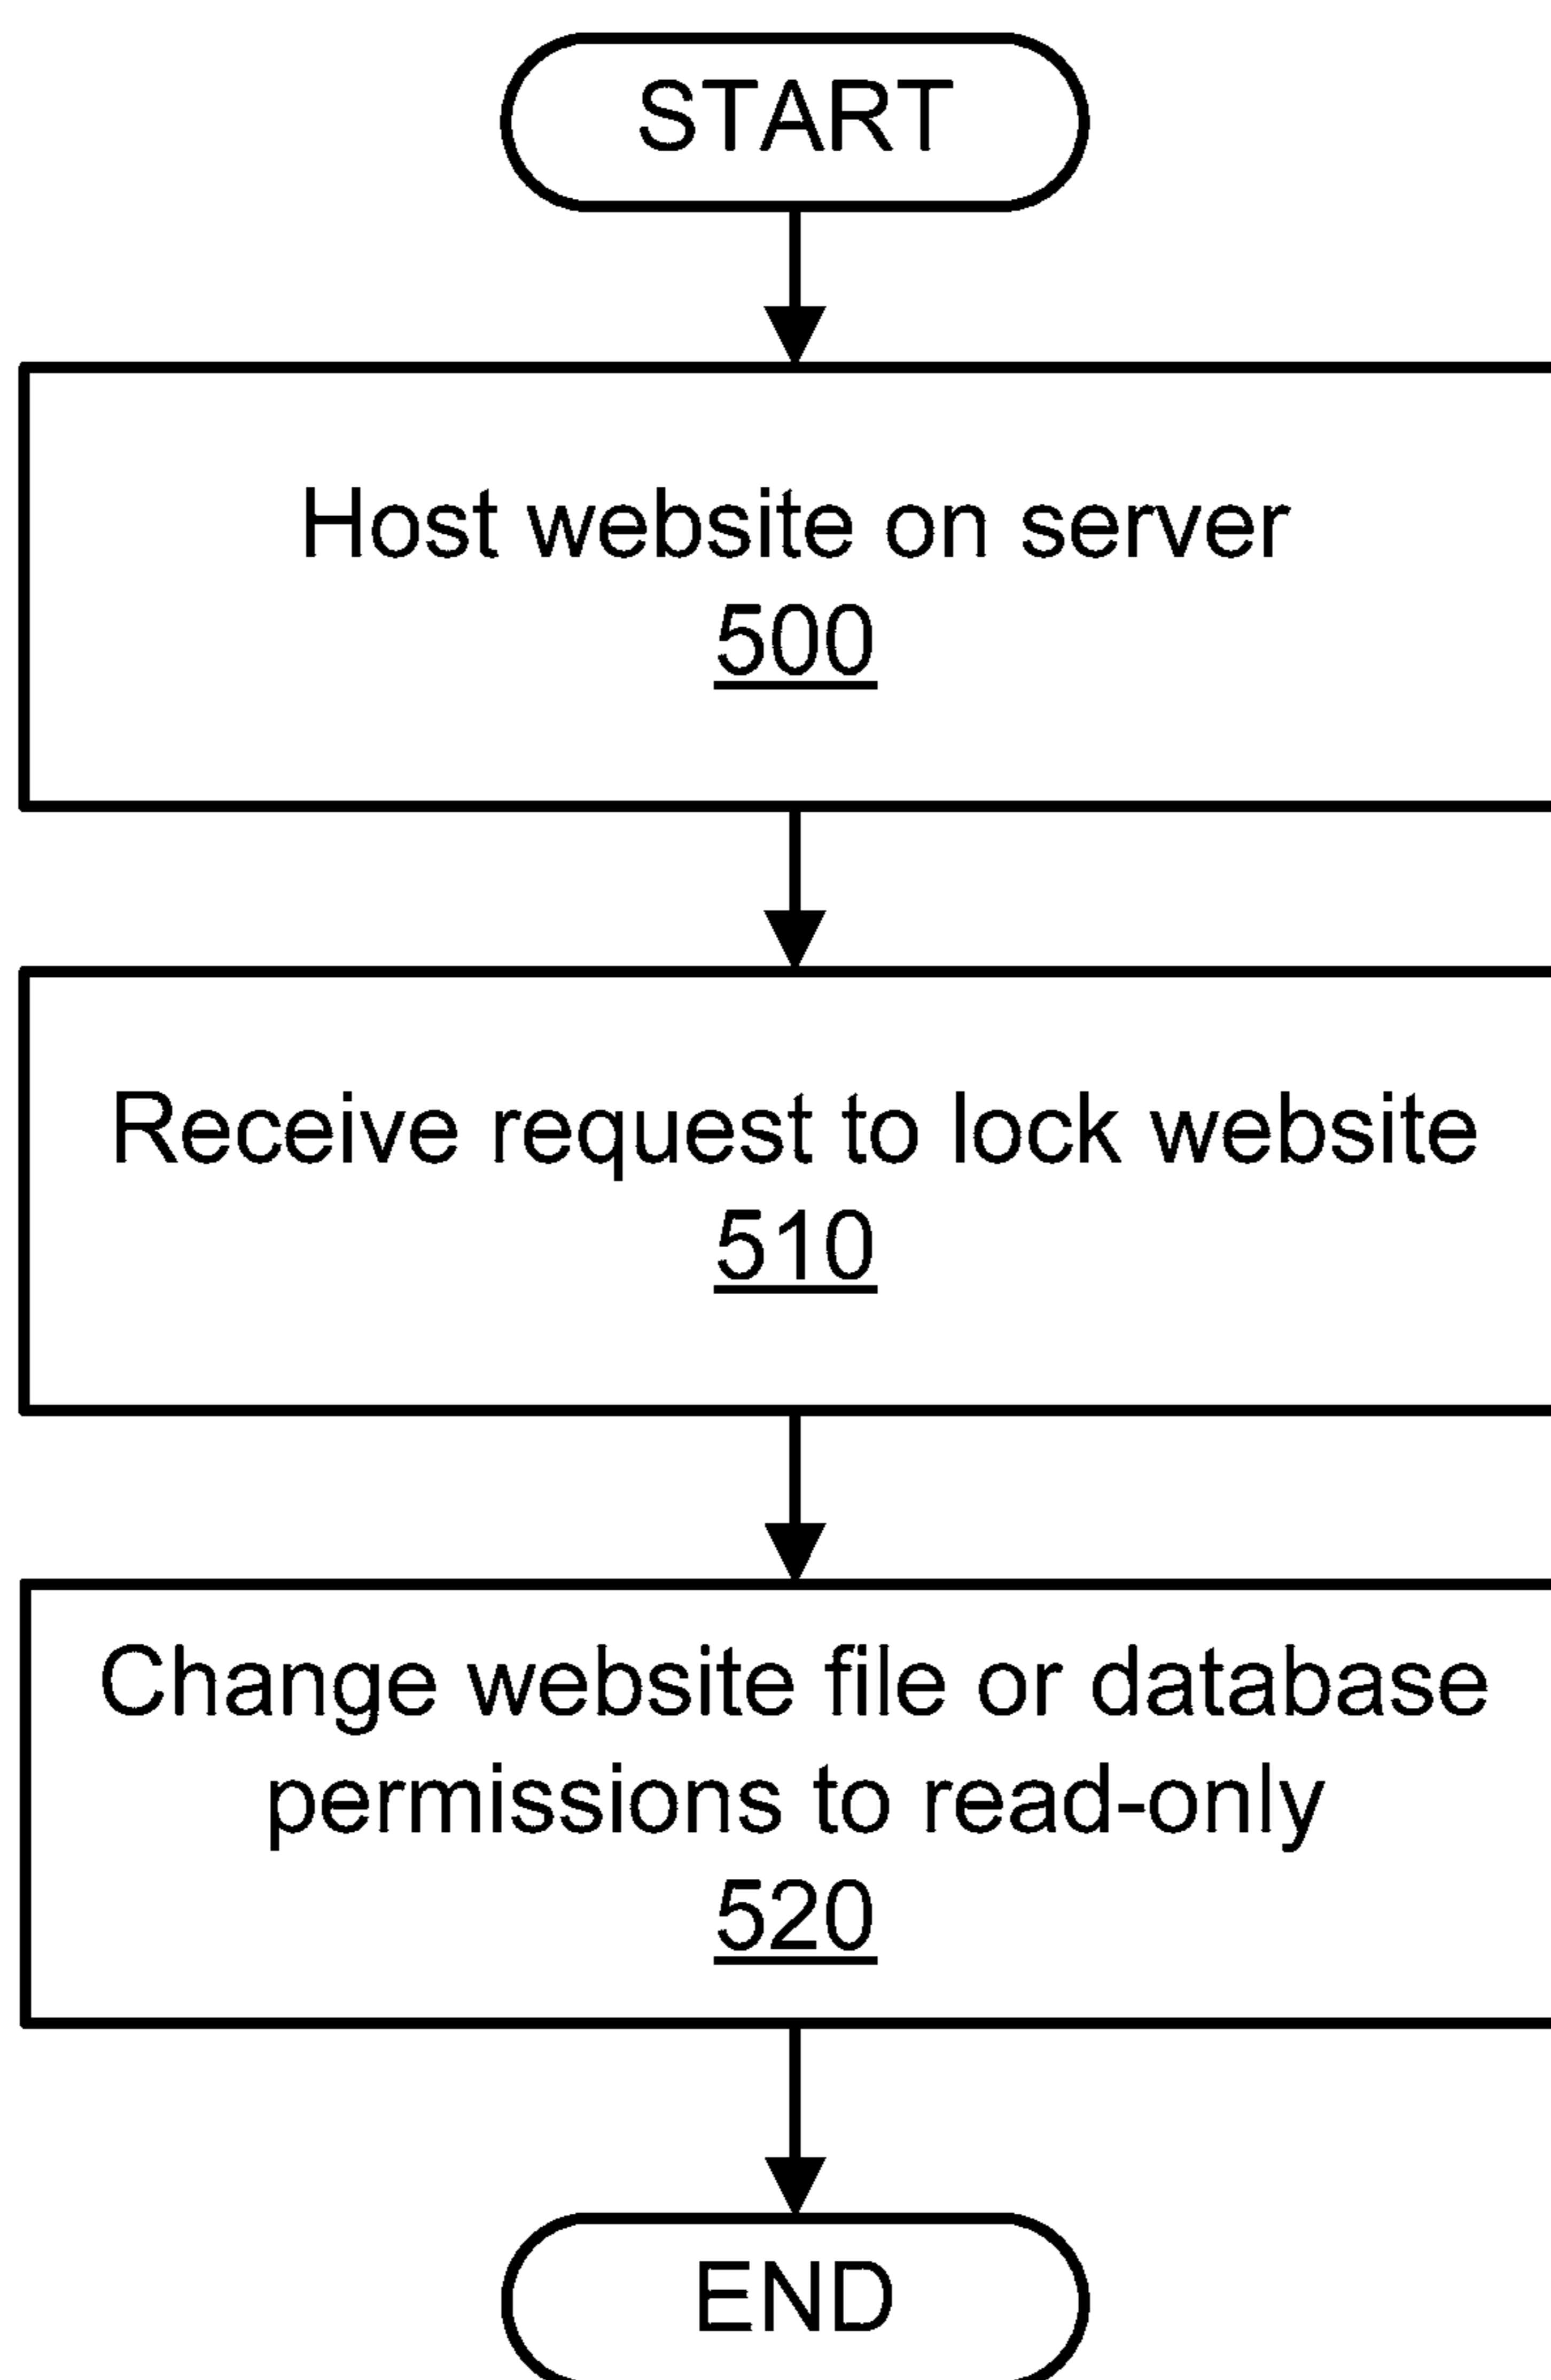 START
Host website on server
500
Receive request to lock website
510
Change website file or database
permissions to read-only
520
END